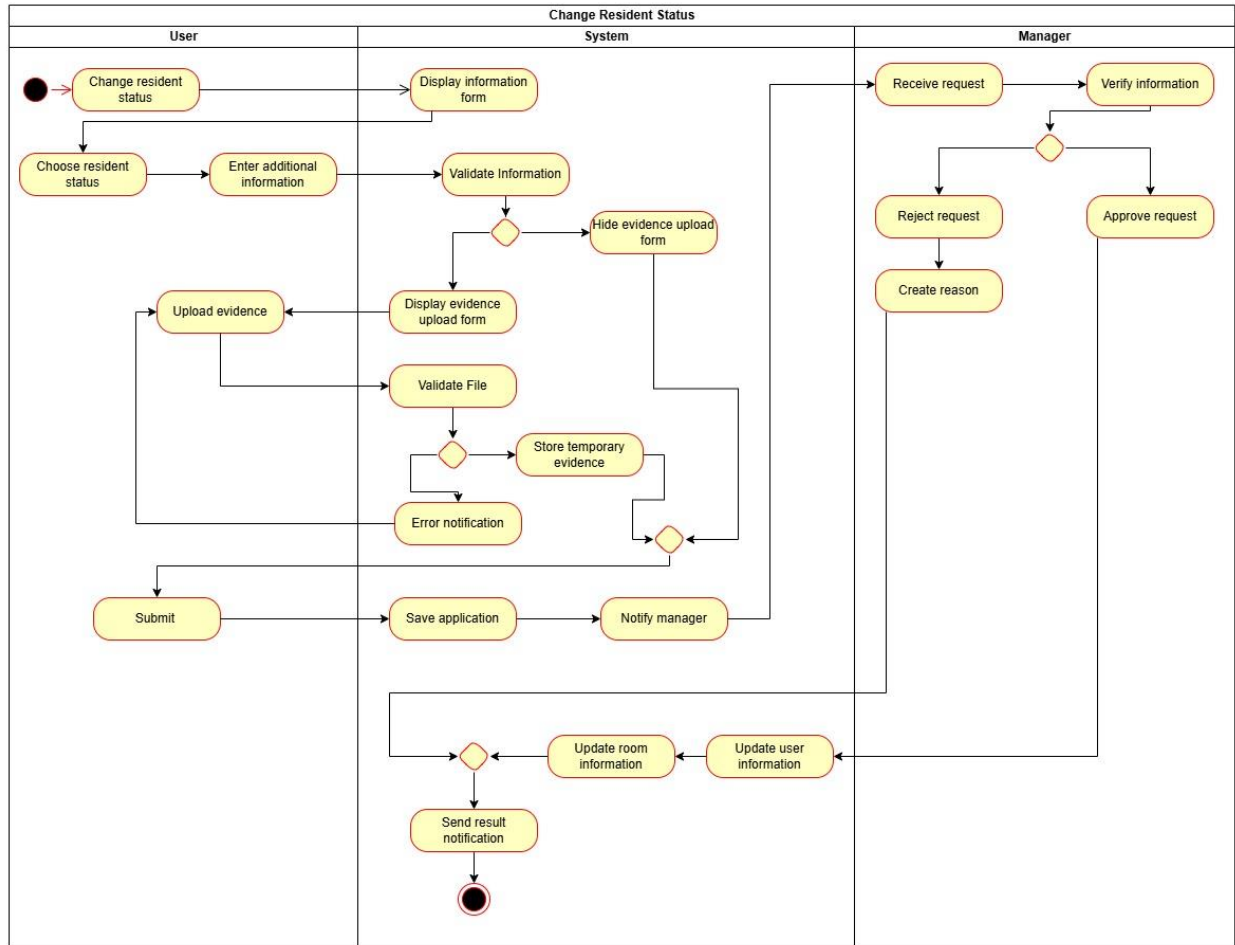 Change Resident Status
User
System
Manager
Change resident
status
Display information
form
Receive request
Verify information
Choose resident
status
Enter additional
information
Validate Information
Reject request
Approve request
Hide evidence upload
form
Create reason
Upload evidence
Display evidence
upload form
Validate File
Store temporary
evidence
Error notification
Submit
Save application
Notify manager
Update room
information
Update user
information
Send result
notification